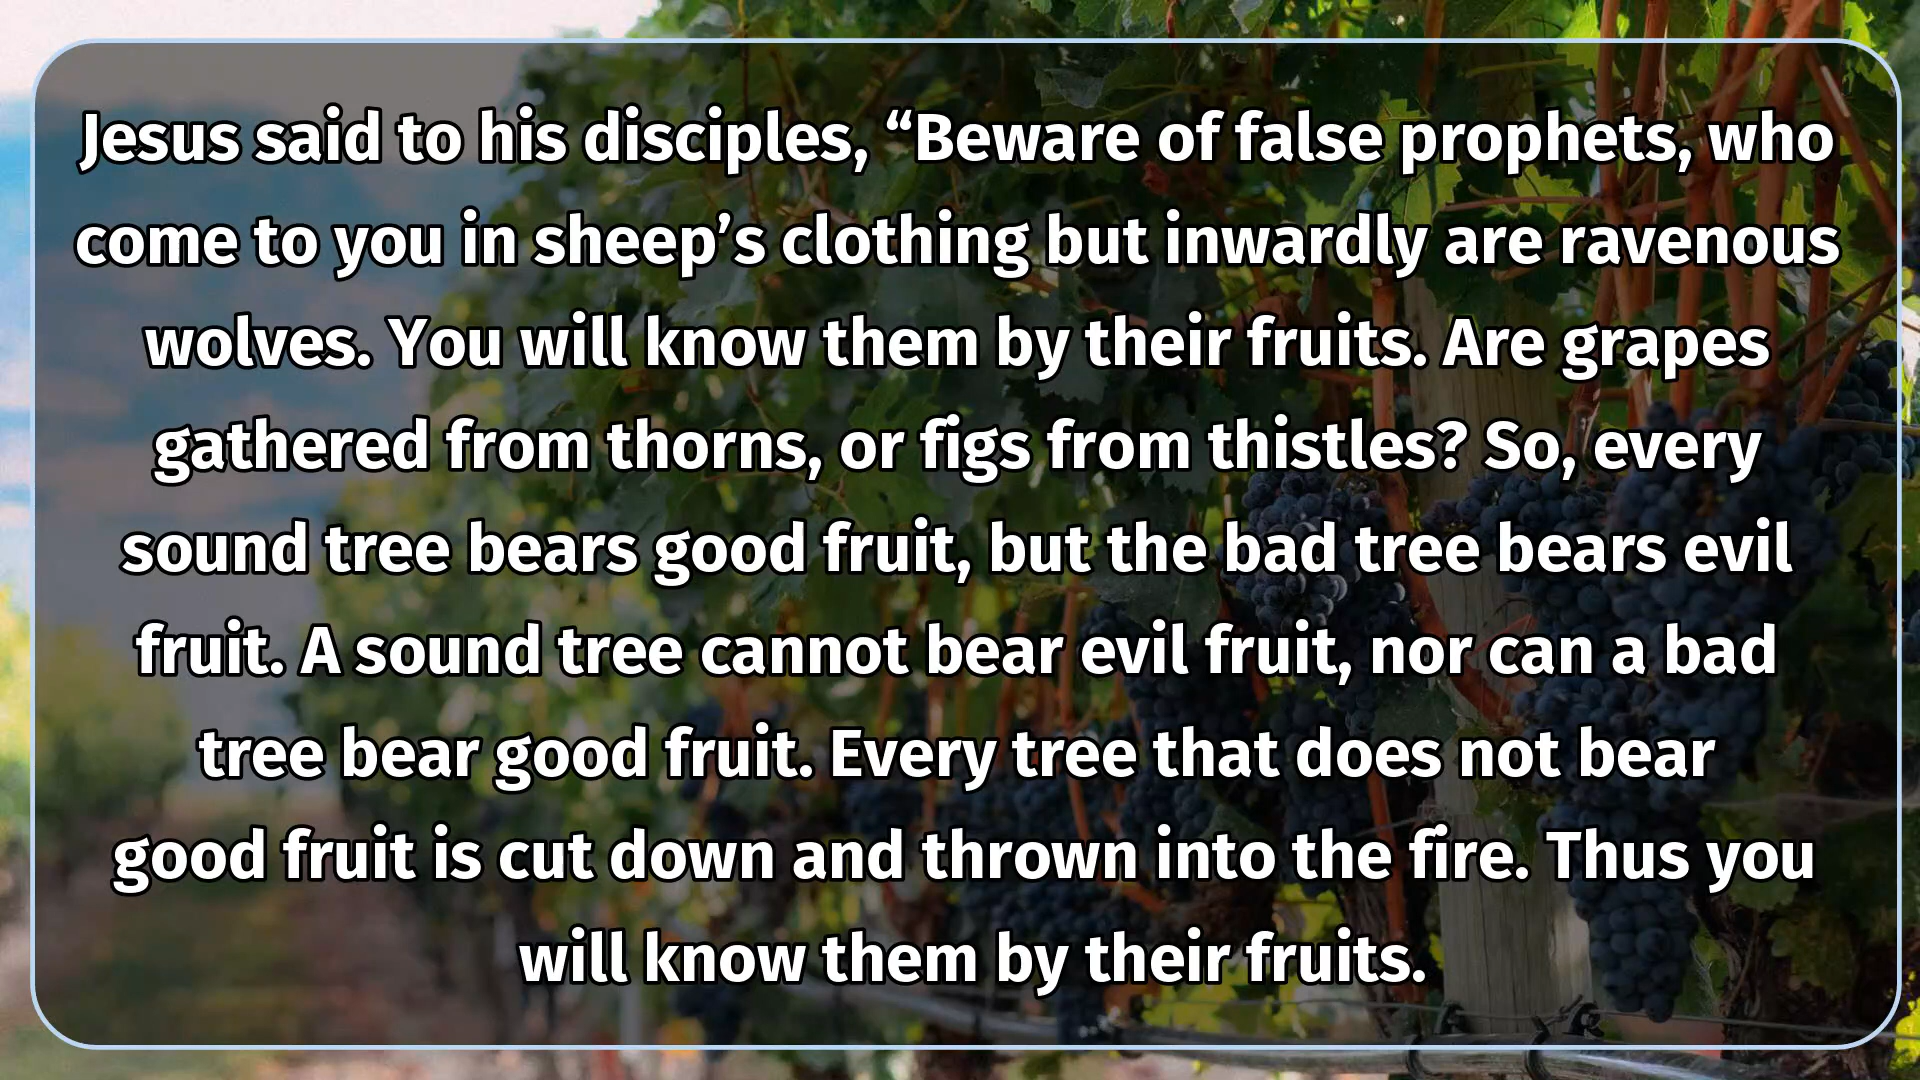 Jesus said to his disciples, “Beware of false prophets, who
come to you in sheep’s clothing but inwardly are ravenous
wolves. You will know them by their fruits. Are grapes
gathered from thorns, or figs from thistles? So, every
sound tree bears good fruit, but the bad tree bears evil
fruit. A sound tree cannot bear evil fruit, nor can a bad
tree bear good fruit. Every tree that does not bear
good fruit is cut down and thrown into the fire. Thus you
will know them by their fruits.